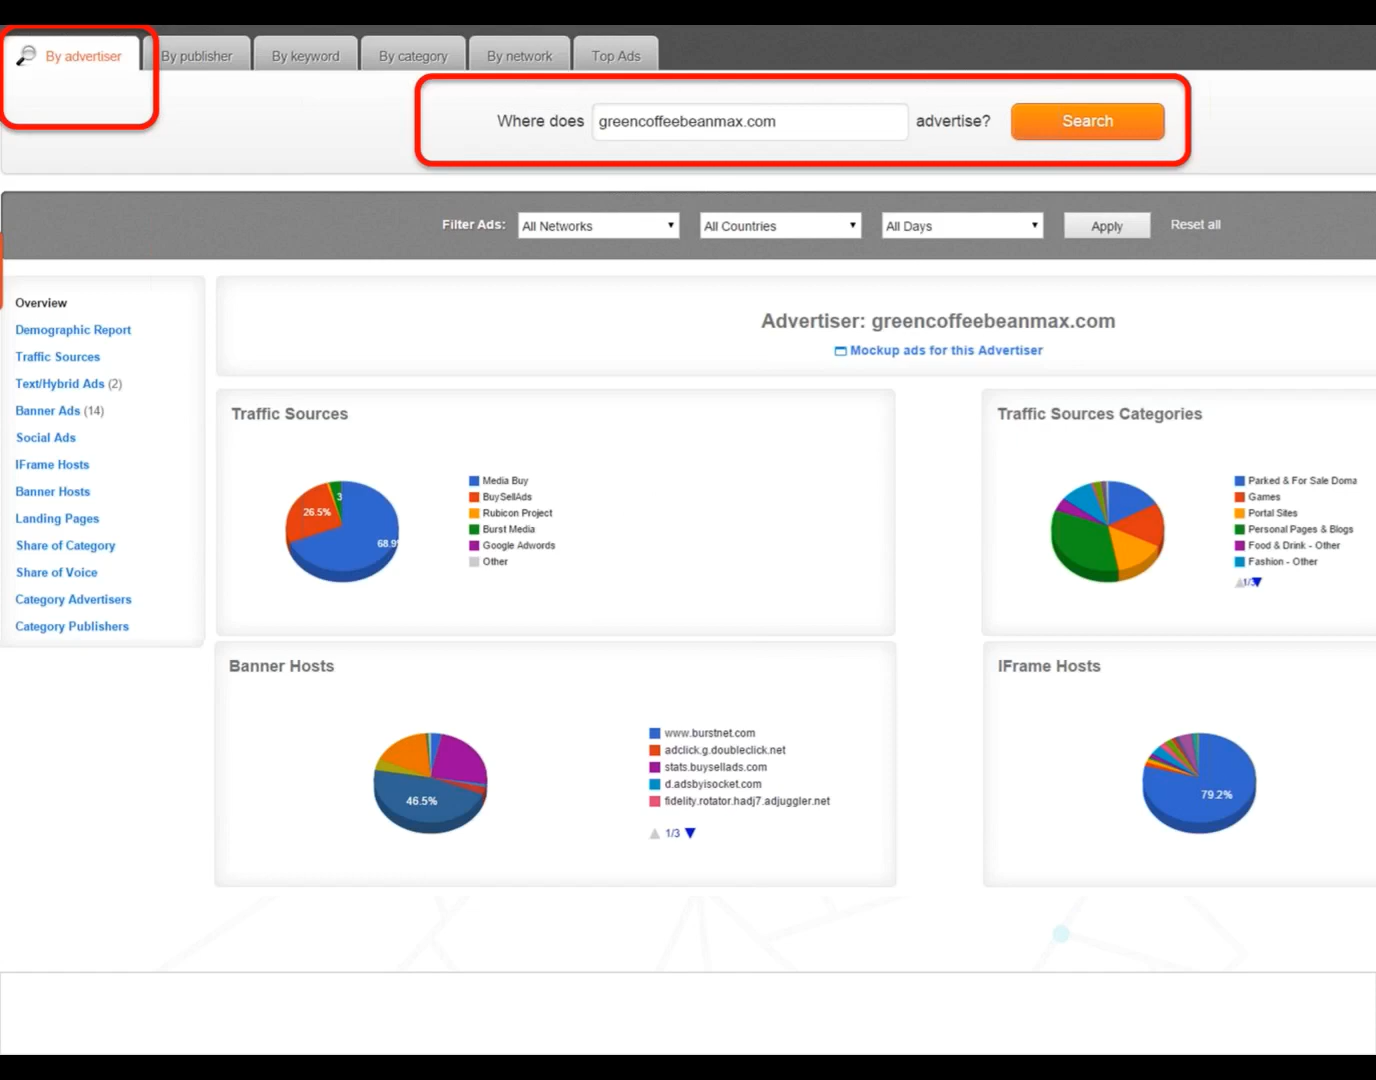 By advertiser
By publisher
By keyword
By category
By network
Top Ads
Where does greencoffeebeanmax.com advertise? Search
Filter Ads: All Networks All Countries All Days Apply Reset all
Overview
Demographic Report
Traffic Sources
Text/Hybrid Ads (2)
Banner Ads (14)
Social Ads
IFrame Hosts
Banner Hosts
Landing Pages
Share of Category
Share of Voice
Category Advertisers
Category Publishers
Advertiser: greencoffeebeanmax.com
Mockup ads for this Advertiser
Traffic Sources
3
26.5%
68.9
Media Buy
BuySellAds
Rubicon Project
Burst Media
Google Adwords
Other
Traffic Sources Categories
Parked & For Sale Doma
Games
Portal Sites
Personal Pages & Blogs
Food & Drink - Other
Fashion - Other
1/3
Banner Hosts
46.5%
www.burstnet.com
adclick.g.doubleclick.net
stats.buysellads.com
d.adsbyisocket.com
fidelity.rotator.hadj7.adjuggler.net
1/3
IFrame Hosts
79.2%